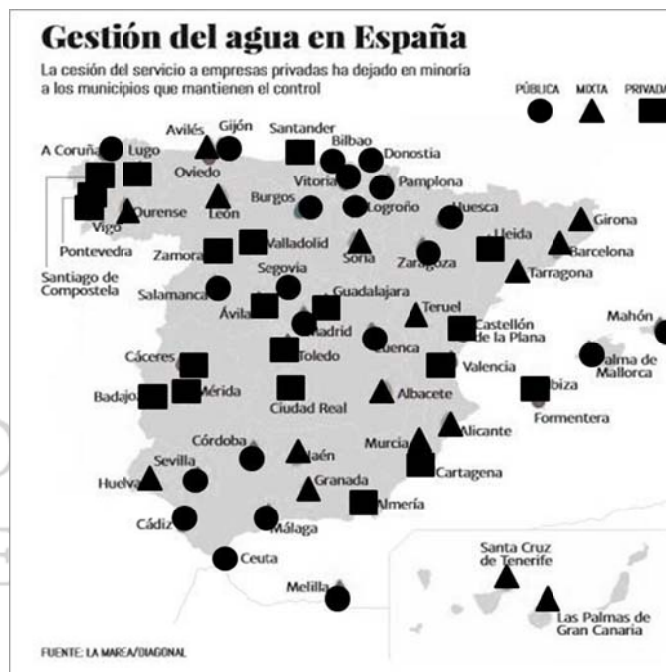 Gestión del agua en España
La cesión del servicio a empresas privadas ha dejado en minoría
a los municipios que mantienen el control
PÚBLICA MIXTA PRIVADA
A Coruña
Lugo
Avilés
Gijón
Oviedo
Santander
Bilbao
Donostia
Vitoria
Pamplona
Burgos
Logroño
Huesca
Girona
Vigo
Ourense
León
Pontevedra
Santiago de
Compostela
Zamora
Valladolid
Soria
Zaragoza
Lleida
Barcelona
Tarragona
Salamanca
Segovia
Ávila
Guadalajara
Madrid
Teruel
Castellón
de la Plana
Mahón
Palma de
Mallorca
Cáceres
Toledo
Cuenca
Valencia
Ibiza
Formentera
Badajo
Mérida
Ciudad Real
Albacete
Alicante
Córdoba
Jaén
Murcia
Cartagena
Sevilla
Huelva
Granada
Almería
Cádiz
Málaga
Ceuta
Melilla
Santa Cruz
de Tenerife
Las Palmas de
Gran Canaria
FUENTE: LA MAREA/DIAGONAL